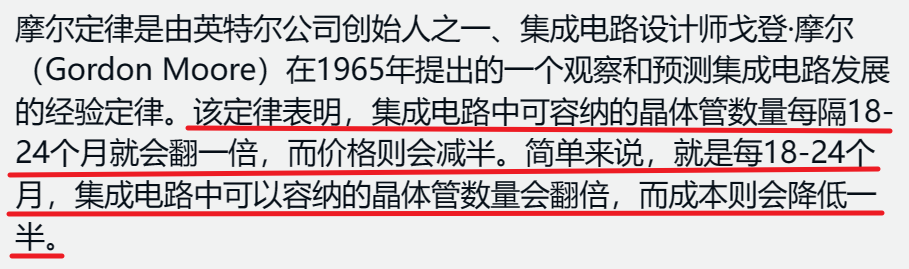 摩尔定律是由英特尔公司创始人之一、集成电路设计师戈登·摩尔
（Gordon Moore）在1965年提出的一个观察和预测集成电路发展
的经验定律。该定律表明，集成电路中可容纳的晶体管数量每隔18-
24个月就会翻一倍，而价格则会减半。简单来说，就是每18-24个
月，集成电路中可以容纳的晶体管数量会翻倍，而成本则会降低一
半。